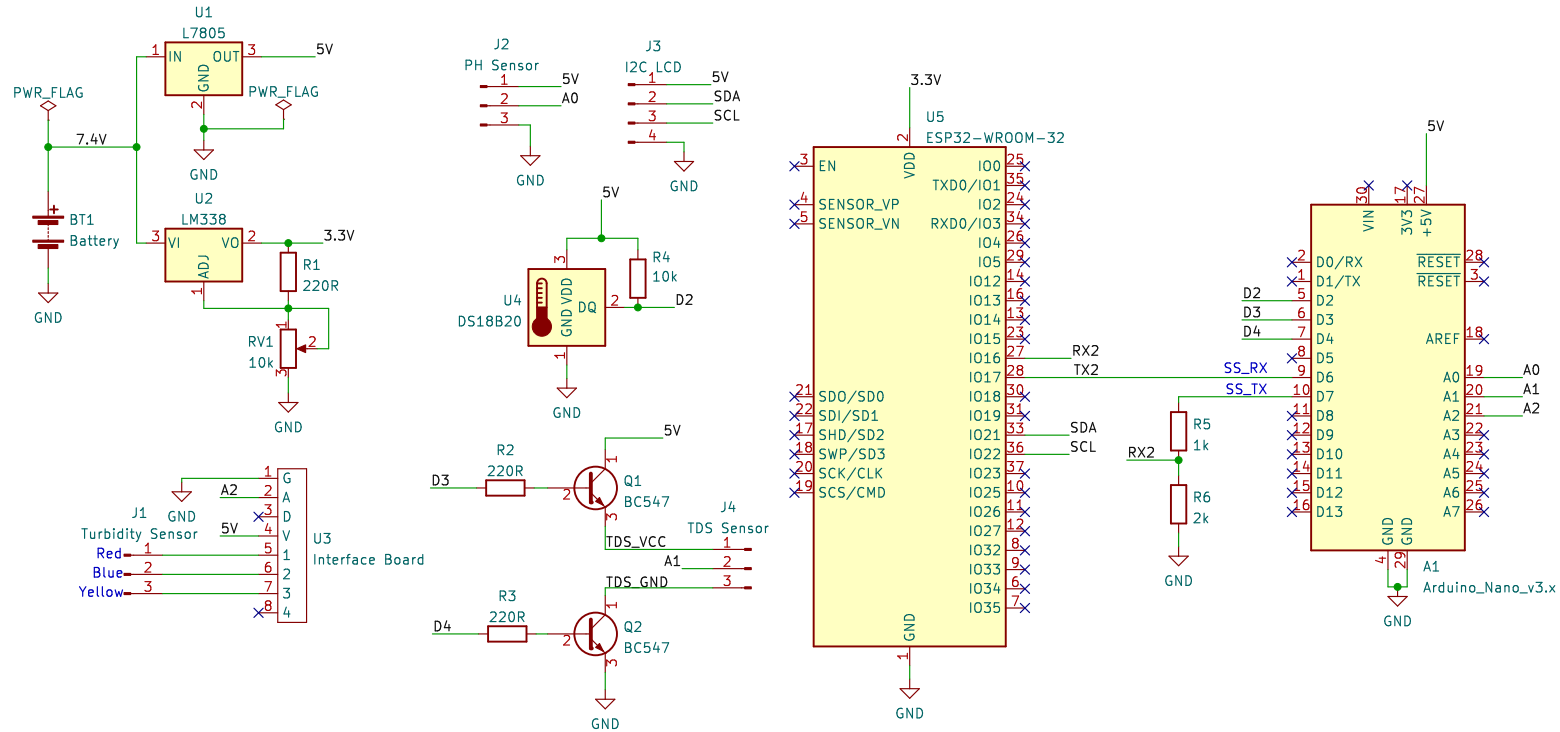 U1
L7805
1 IN OUT 3 5V
GND
2
PWR_FLAG
PWR_FLAG
7.4V
GND
U2
LM338
3 VI VO 2 3.3V
ADJ
1
+
BT1
Battery
GND
R1
220R
RV1
10k
1
2
3
GND
J2
PH Sensor
1 5V
2 A0
3
GND
J3
I2C_LCD
1 5V
2 SDA
3 SCL
4
GND
5V
R4
10k
3
VDD
U4
DS18B20
DQ 2 D2
GND
1
GND
J1
Turbidity Sensor
Red 1
Blue 2
Yellow 3
GND
A2
5V
1 G
2 A
3 D
4 V
5 1
6 2
7 3
8 4
U3
Interface Board
5V
D3
R2
220R
1
2
3
Q1
BC547
TDS_VCC
A1
TDS_GND
J4
TDS Sensor
1
2
3
D4
R3
220R
1
2
3
Q2
BC547
GND
3.3V
U5
ESP32-WROOM-32
2
VDD
3 EN
4 SENSOR_VP
5 SENSOR_VN
21 SDO/SD0
22 SDI/SD1
17 SHD/SD2
18 SWP/SD3
20 SCK/CLK
19 SCS/CMD
IO0 25
TXD0/IO1 35
IO2 24
RXD0/IO3 34
IO4 26
IO5 29
IO12 14
IO13 16
IO14 13
IO15 23
IO16 27 RX2
IO17 28 TX2
IO18 30
IO19 31
IO21 33 SDA
IO22 36 SCL
IO23 37
IO25 10
IO26 11
IO27 12
IO32 8
IO33 9
IO34 6
IO35 7
GND
1
GND
SS_RX
SS_TX
R5
1k
RX2
R6
2k
GND
5V
30
17
27
VIN
3V3
+5V
2 D0/RX
1 D1/TX
D2 5 D2
D3 6 D3
D4 7 D4
8 D5
9 D6
10 D7
11 D8
12 D9
13 D10
14 D11
15 D12
16 D13
RESET 28
RESET 3
AREF 18
A0 19 A0
A1 20 A1
A2 21 A2
A3 22
A4 23
A5 24
A6 25
A7 26
GND
GND
4
29
A1
Arduino_Nano_v3.x
GND